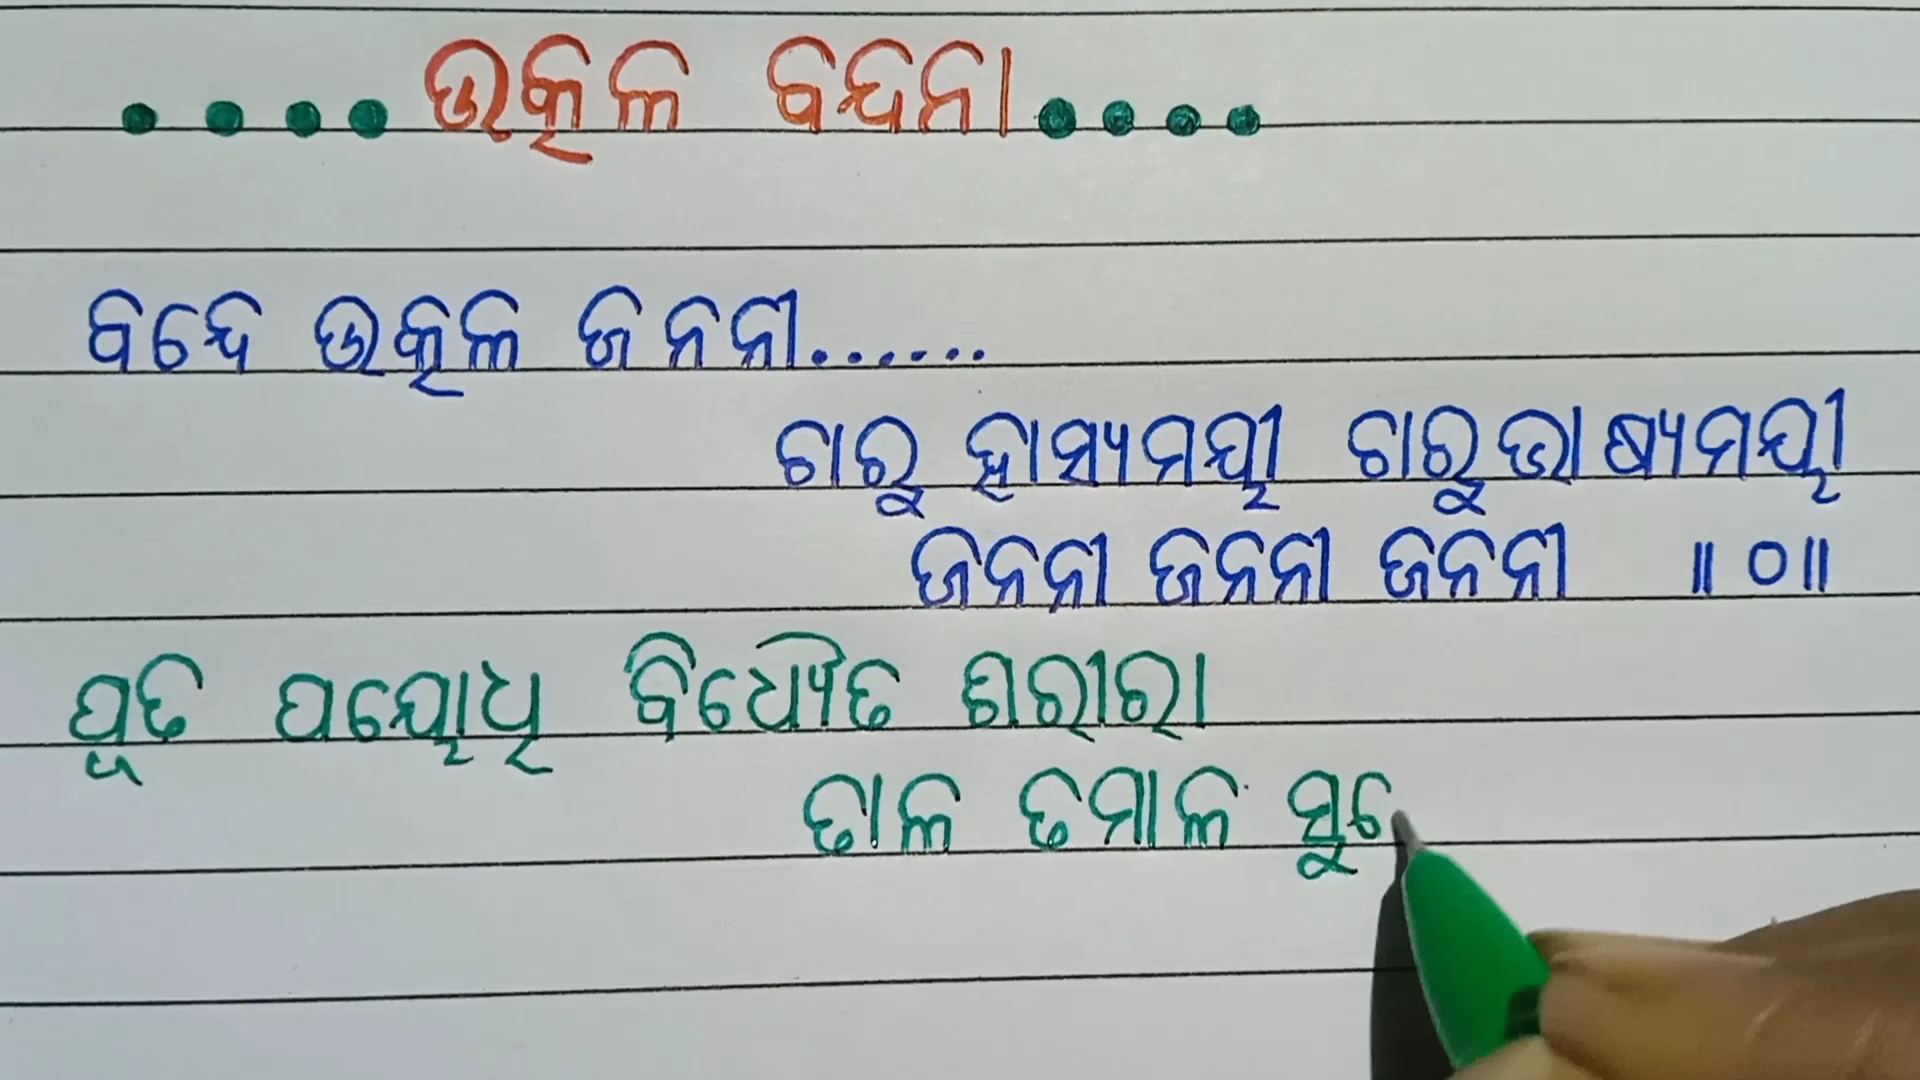 ....ଉତ୍କଳ ବନ୍ଦନା....
ବନ୍ଦେ ଉତ୍କଳ ଜନନୀ......
ଚାରୁ ହାସ୍ୟମୟୀ ଚାରୁ ଭାଷ୍ୟମୟୀ
ଜନନୀ ଜନନୀ ଜନନୀ ॥ ୦ ॥
ପୂତ ପୟୋଧି ବିଧୌତ ଶରୀରା
ତାଳ ତମାଳ